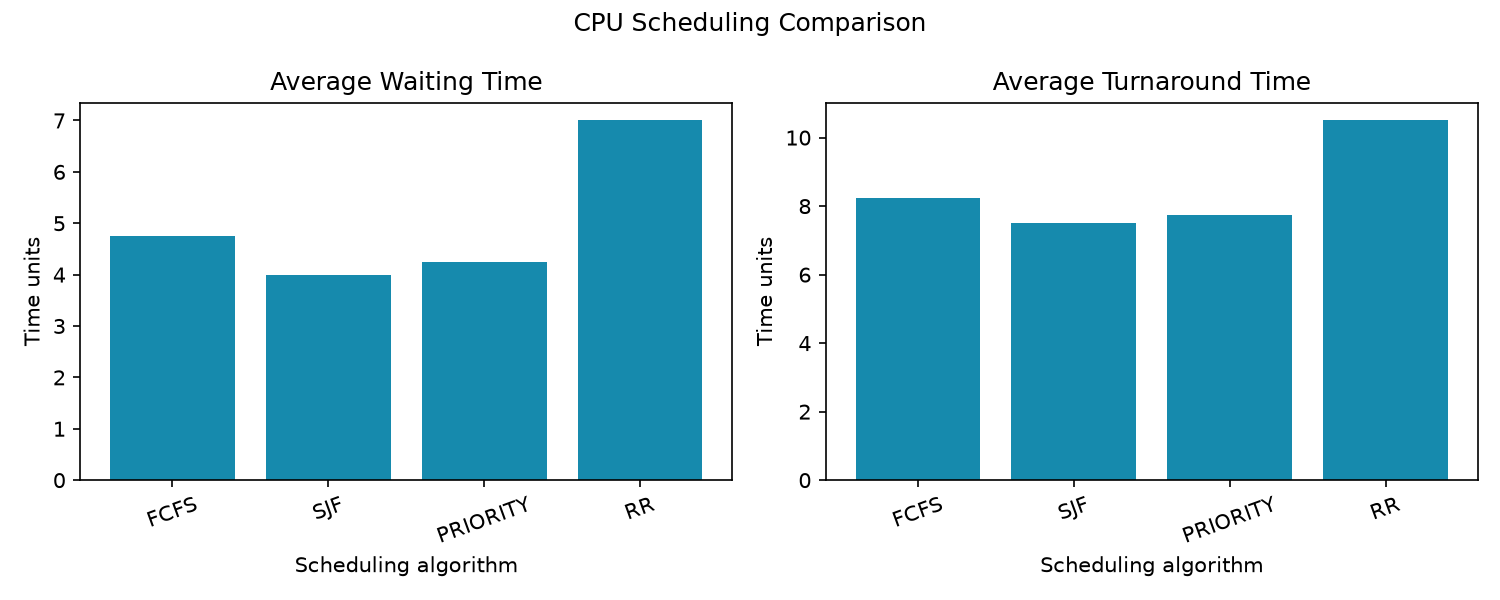 CPU Scheduling Comparison
Average Waiting Time
Time units
7
6
5
4
3
2
1
0
FCFS
SJF
PRIORITY
RR
Scheduling algorithm
Average Turnaround Time
Time units
10
8
6
4
2
0
FCFS
SJF
PRIORITY
RR
Scheduling algorithm